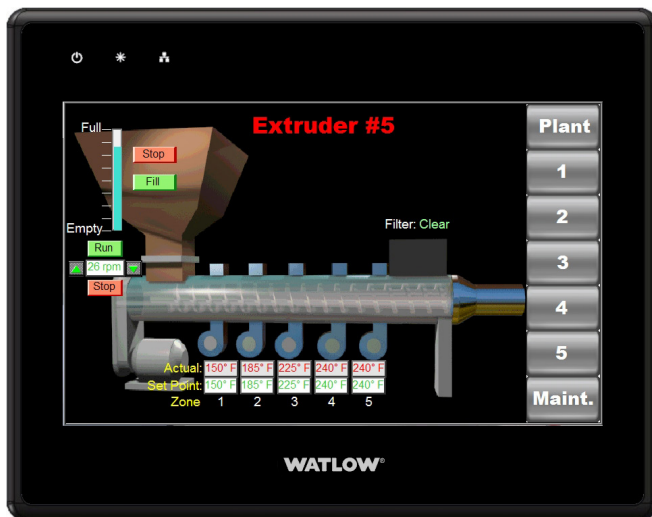 Extruder #5
Full
Stop
Fill
Empty
Run
26 rpm
Stop
Filter: Clear
Actual: 150° F 185° F 225° F 240° F 240° F
Set Point: 150° F 185° F 225° F 240° F 240° F
Zone 1 2 3 4 5
Plant
1
2
3
4
5
Maint.
WATLOW®